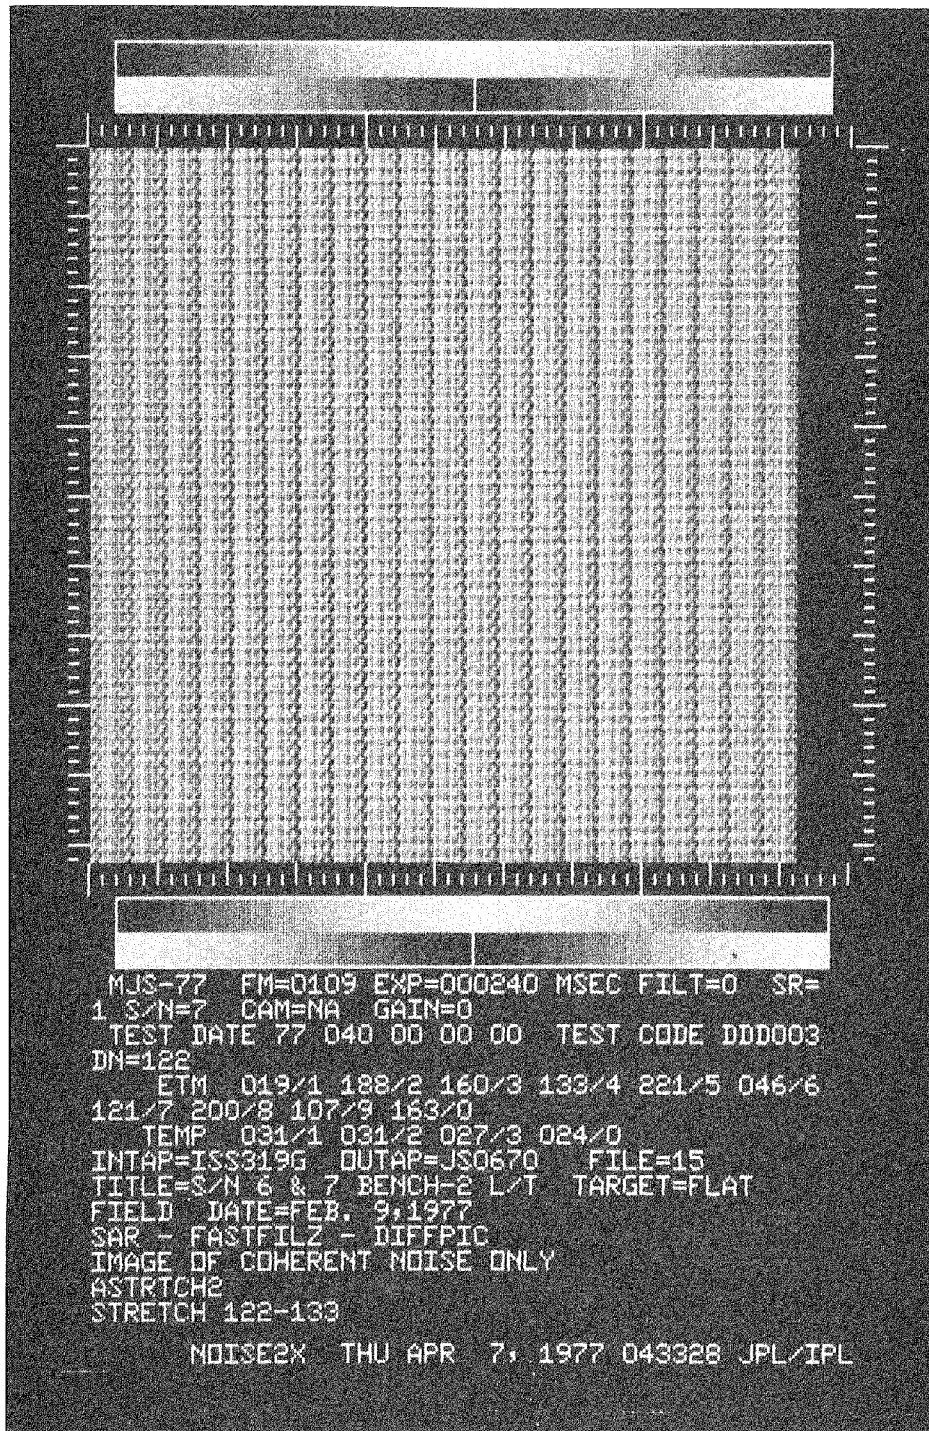 MJS-77 FM=0109 EXP=000240 MSEC FILT=0 SR=
1 S/N=7 CAM=NA GAIN=0
TEST DATE 77 040 00 00 00 TEST CODE DDD003
DN=122
ETM 019/1 188/2 160/3 133/4 221/5 046/6
121/7 200/8 107/9 163/0
TEMP 031/1 031/2 027/3 024/0
INTAP=ISS319G OUTAP=JS0670 FILE=15
TITLE=S/N 6 & 7 BENCH-2 L/T TARGET=FLAT
FIELD DATE=FEB. 9,1977
SAR - FASTFILZ - DIFFPIC
IMAGE OF COHERENT NOISE ONLY
ASTRTCH2
STRETCH 122-133
NOISE2X THU APR 7, 1977 043328 JPL/IPL